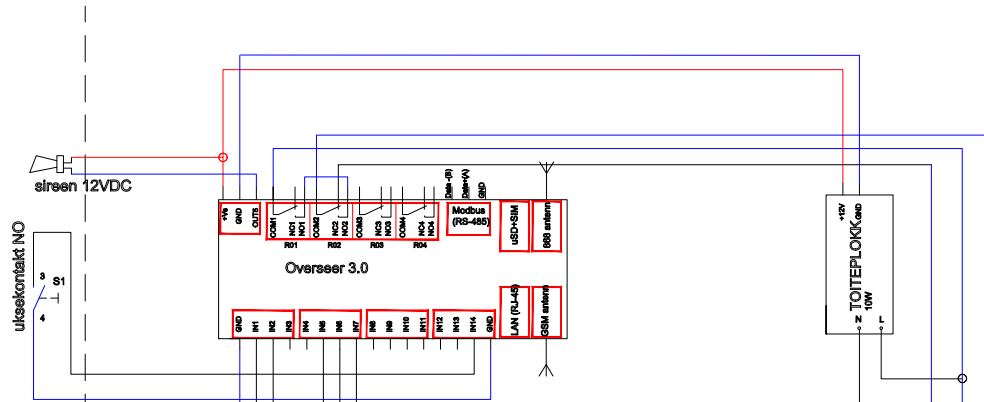 sireen 12VDC
uksekontakt NO
3
S1
4
+Vs
GND
OUT5
COM1
NC1
NO1
R01
COM2
NC2
NO2
R02
COM3
NC3
NO3
R03
COM4
NC4
NO4
R04
Data -(B)
Data+(A)
GND
Modbus
(RS-485)
uSD+SIM
868 antenn
Overseer 3.0
GND
IN1
IN2
IN3
IN4
IN5
IN6
IN7
IN8
IN9
IN10
IN11
IN12
IN13
IN14
GND
LAN (RJ-45)
GSM antenn
+12V
GND
TOITEPLOKK
10W
N
L